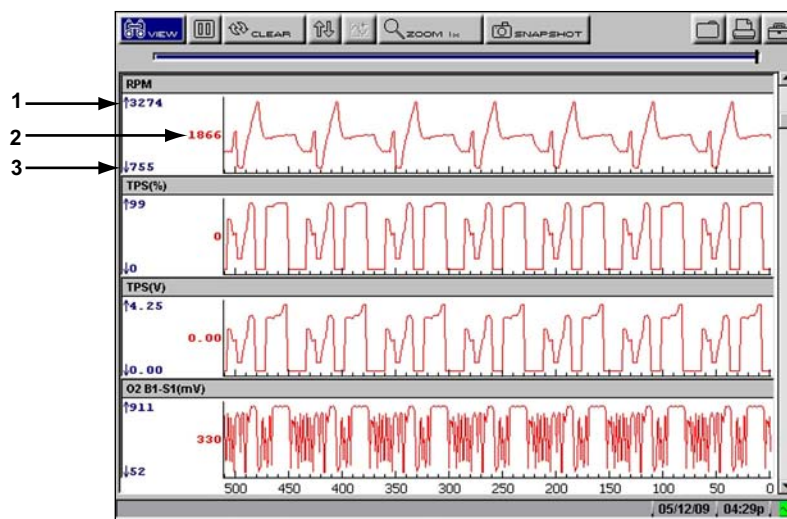 VIEW CLEAR ZOOM 1x SNAPSHOT
RPM
1 ↑3274
2 1866
3 ↓755
TPS(%)
↑99
0
↓0
TPS(V)
↑4.25
0.00
↓0.00
O2 B1-S1(mV)
↑911
330
↓52
500 450 400 350 300 250 200 150 100 50 0
05/12/09 04:29p